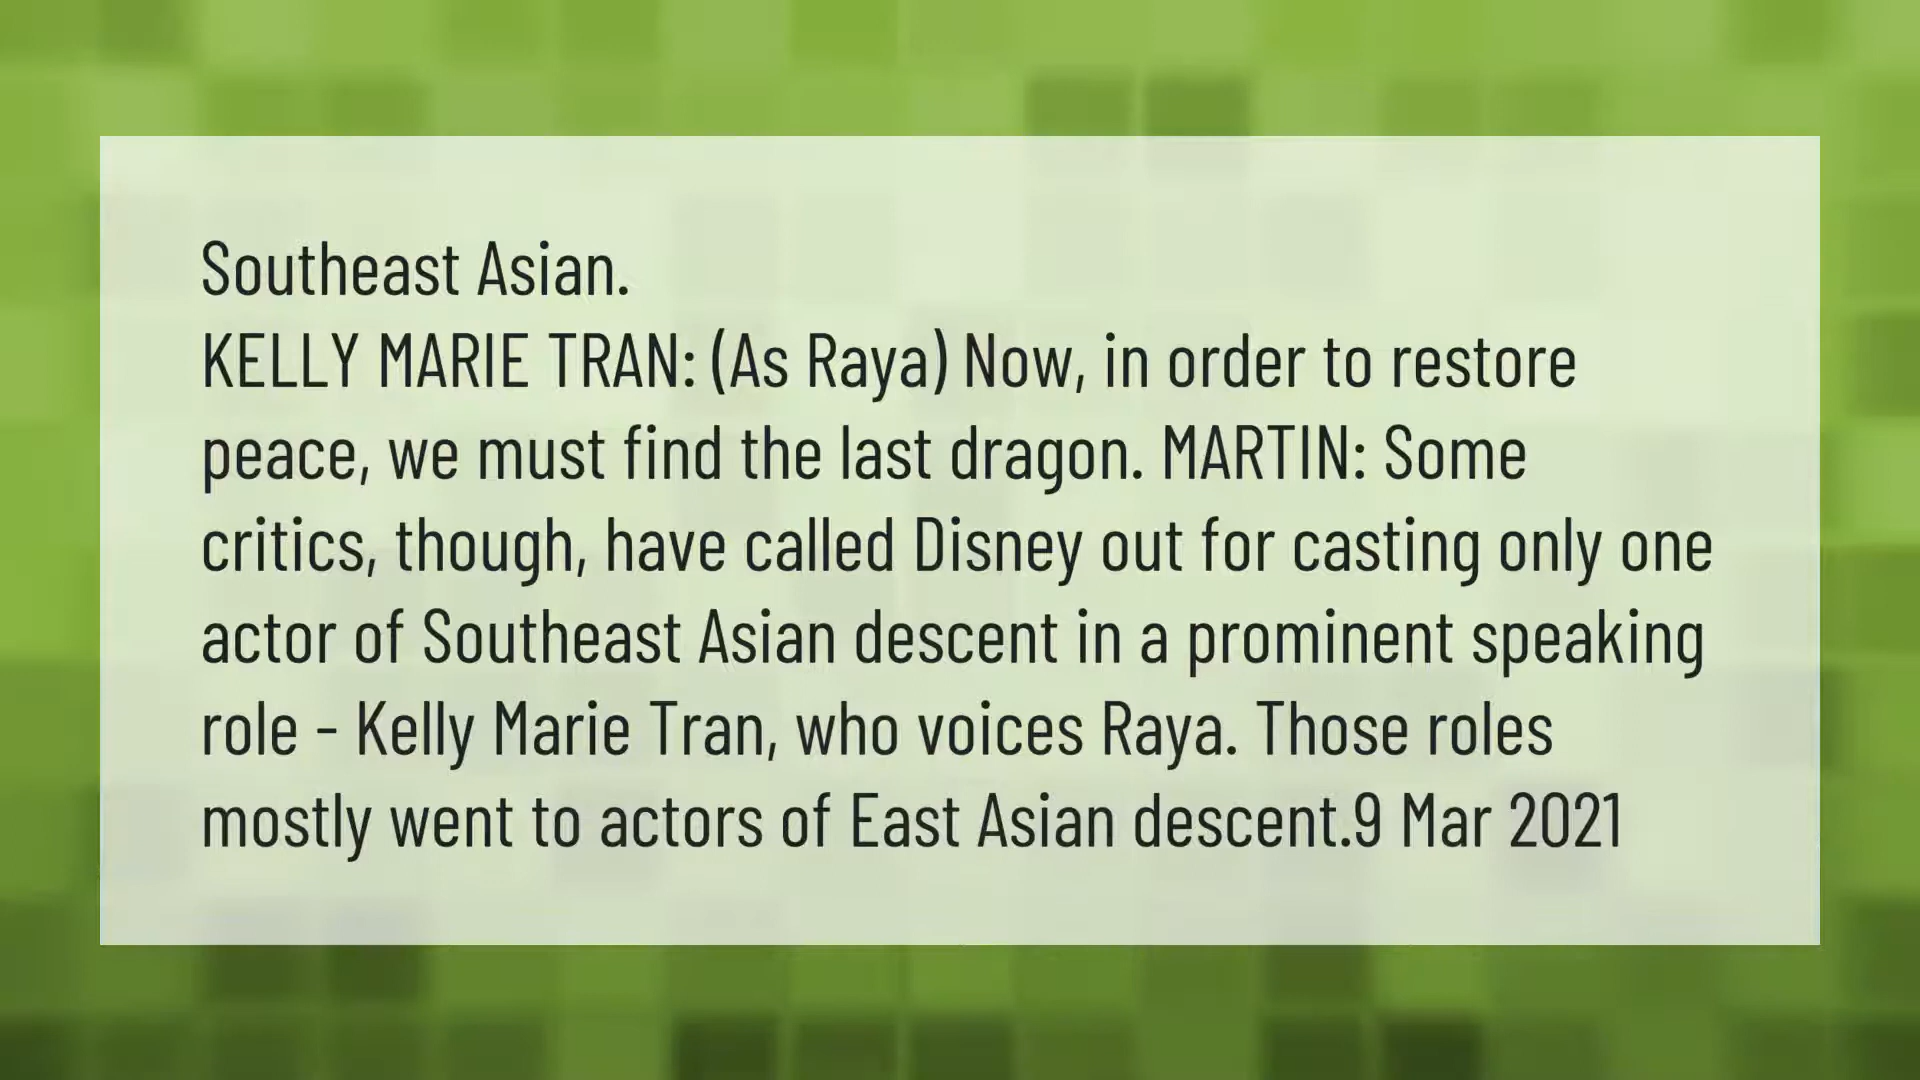 Southeast Asian.
KELLY MARIE TRAN: (As Raya) Now, in order to restore
peace, we must find the last dragon. MARTIN: Some
critics, though, have called Disney out for casting only one
actor of Southeast Asian descent in a prominent speaking
role - Kelly Marie Tran, who voices Raya. Those roles
mostly went to actors of East Asian descent.9 Mar 2021